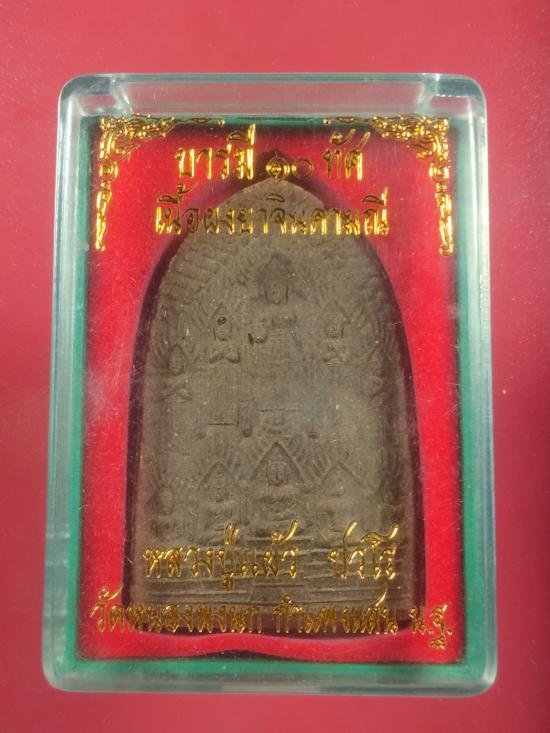 บารมี ๑๐ ทัศ
เนื้อผงยาจินดามณี
หลวงปู่แผ้ว ปวโร
วัดหนองพงนก กำแพงแสน น.ฐ.